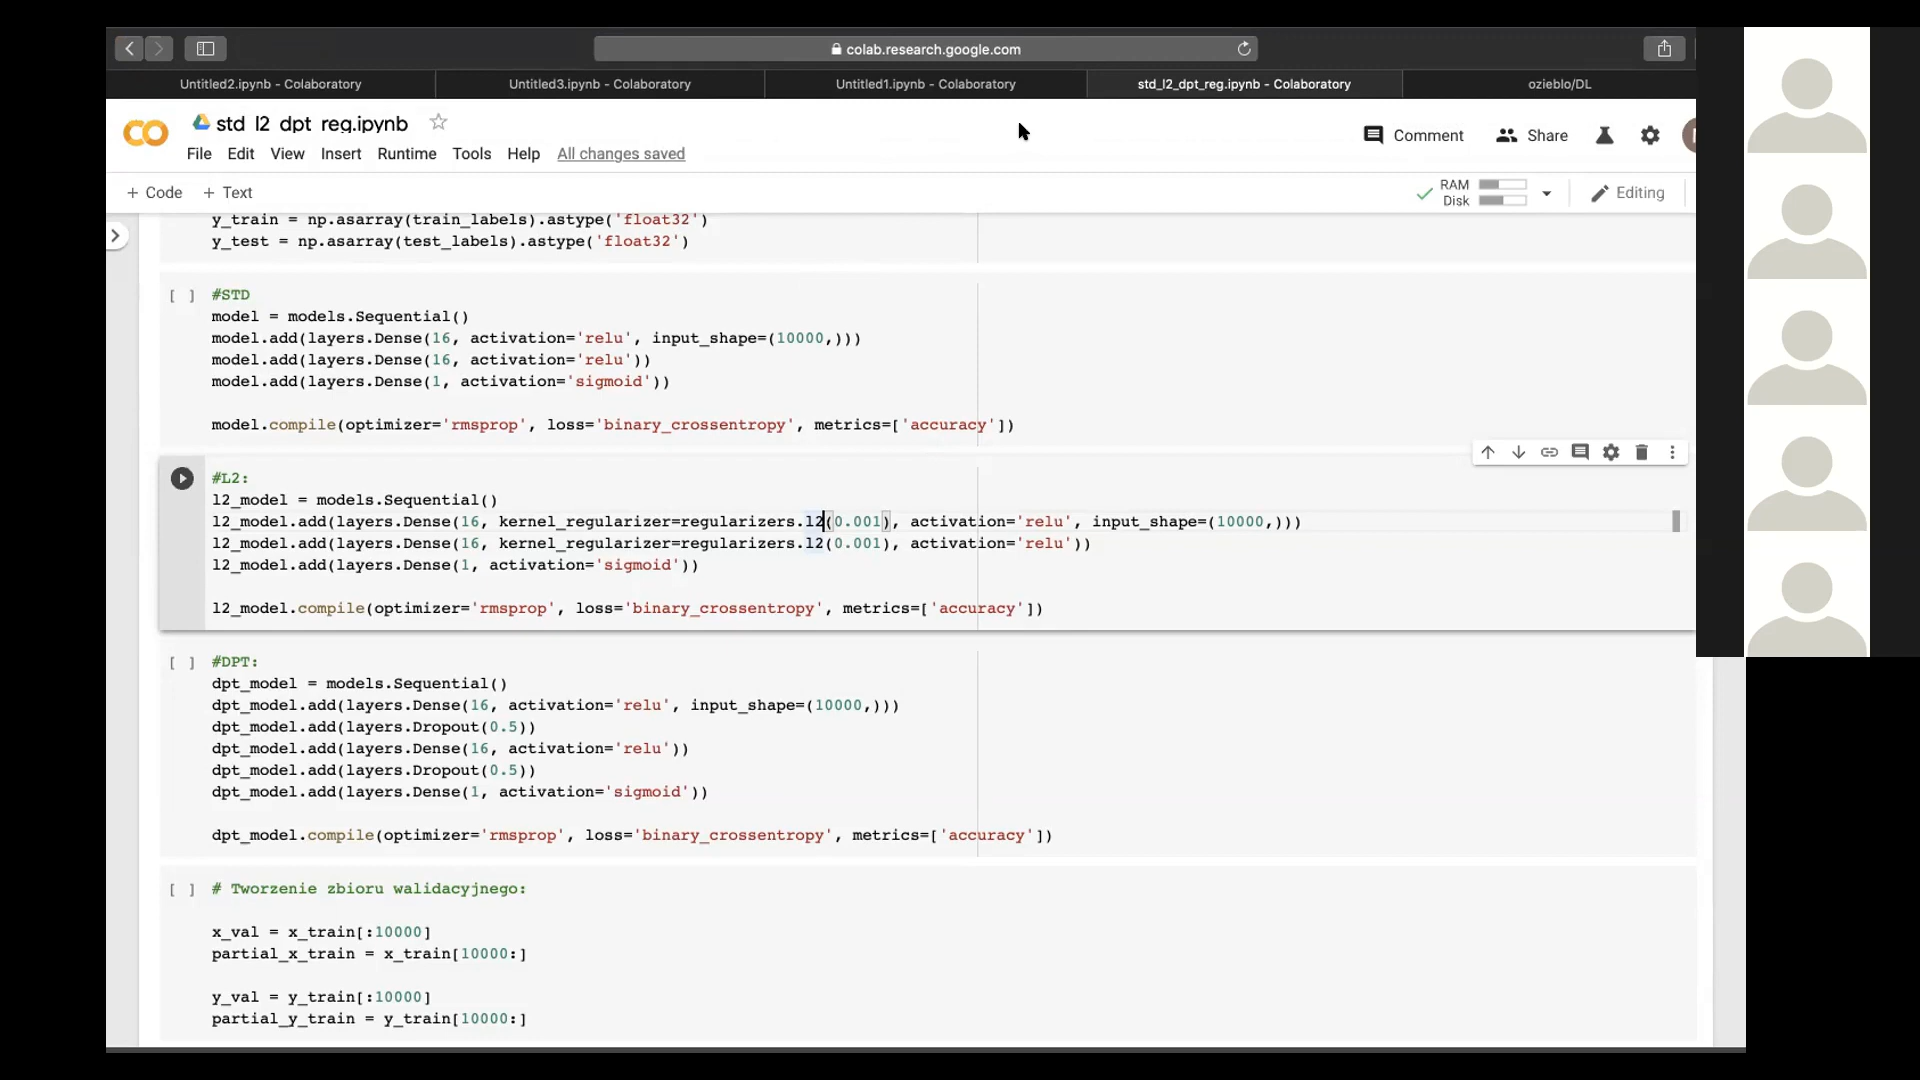 colab.research.google.com
Untitled2.ipynb - Colaboratory
Untitled3.ipynb - Colaboratory
Untitled1.ipynb - Colaboratory
std_l2_dpt_reg.ipynb - Colaboratory
ozieblo/DL
CO
std_l2_dpt_reg.ipynb
File Edit View Insert Runtime Tools Help All changes saved
Comment Share
+ Code + Text
RAM
Disk
Editing
y_train = np.asarray(train_labels).astype('float32')
y_test = np.asarray(test_labels).astype('float32')
[ ] #STD
model = models.Sequential()
model.add(layers.Dense(16, activation='relu', input_shape=(10000,)))
model.add(layers.Dense(16, activation='relu'))
model.add(layers.Dense(1, activation='sigmoid'))
model.compile(optimizer='rmsprop', loss='binary_crossentropy', metrics=['accuracy'])
#L2:
l2_model = models.Sequential()
l2_model.add(layers.Dense(16, kernel_regularizer=regularizers.l2(0.001), activation='relu', input_shape=(10000,)))
l2_model.add(layers.Dense(16, kernel_regularizer=regularizers.l2(0.001), activation='relu'))
l2_model.add(layers.Dense(1, activation='sigmoid'))
l2_model.compile(optimizer='rmsprop', loss='binary_crossentropy', metrics=['accuracy'])
[ ] #DPT:
dpt_model = models.Sequential()
dpt_model.add(layers.Dense(16, activation='relu', input_shape=(10000,)))
dpt_model.add(layers.Dropout(0.5))
dpt_model.add(layers.Dense(16, activation='relu'))
dpt_model.add(layers.Dropout(0.5))
dpt_model.add(layers.Dense(1, activation='sigmoid'))
dpt_model.compile(optimizer='rmsprop', loss='binary_crossentropy', metrics=['accuracy'])
[ ] # Tworzenie zbioru walidacyjnego:
x_val = x_train[:10000]
partial_x_train = x_train[10000:]
y_val = y_train[:10000]
partial_y_train = y_train[10000:]